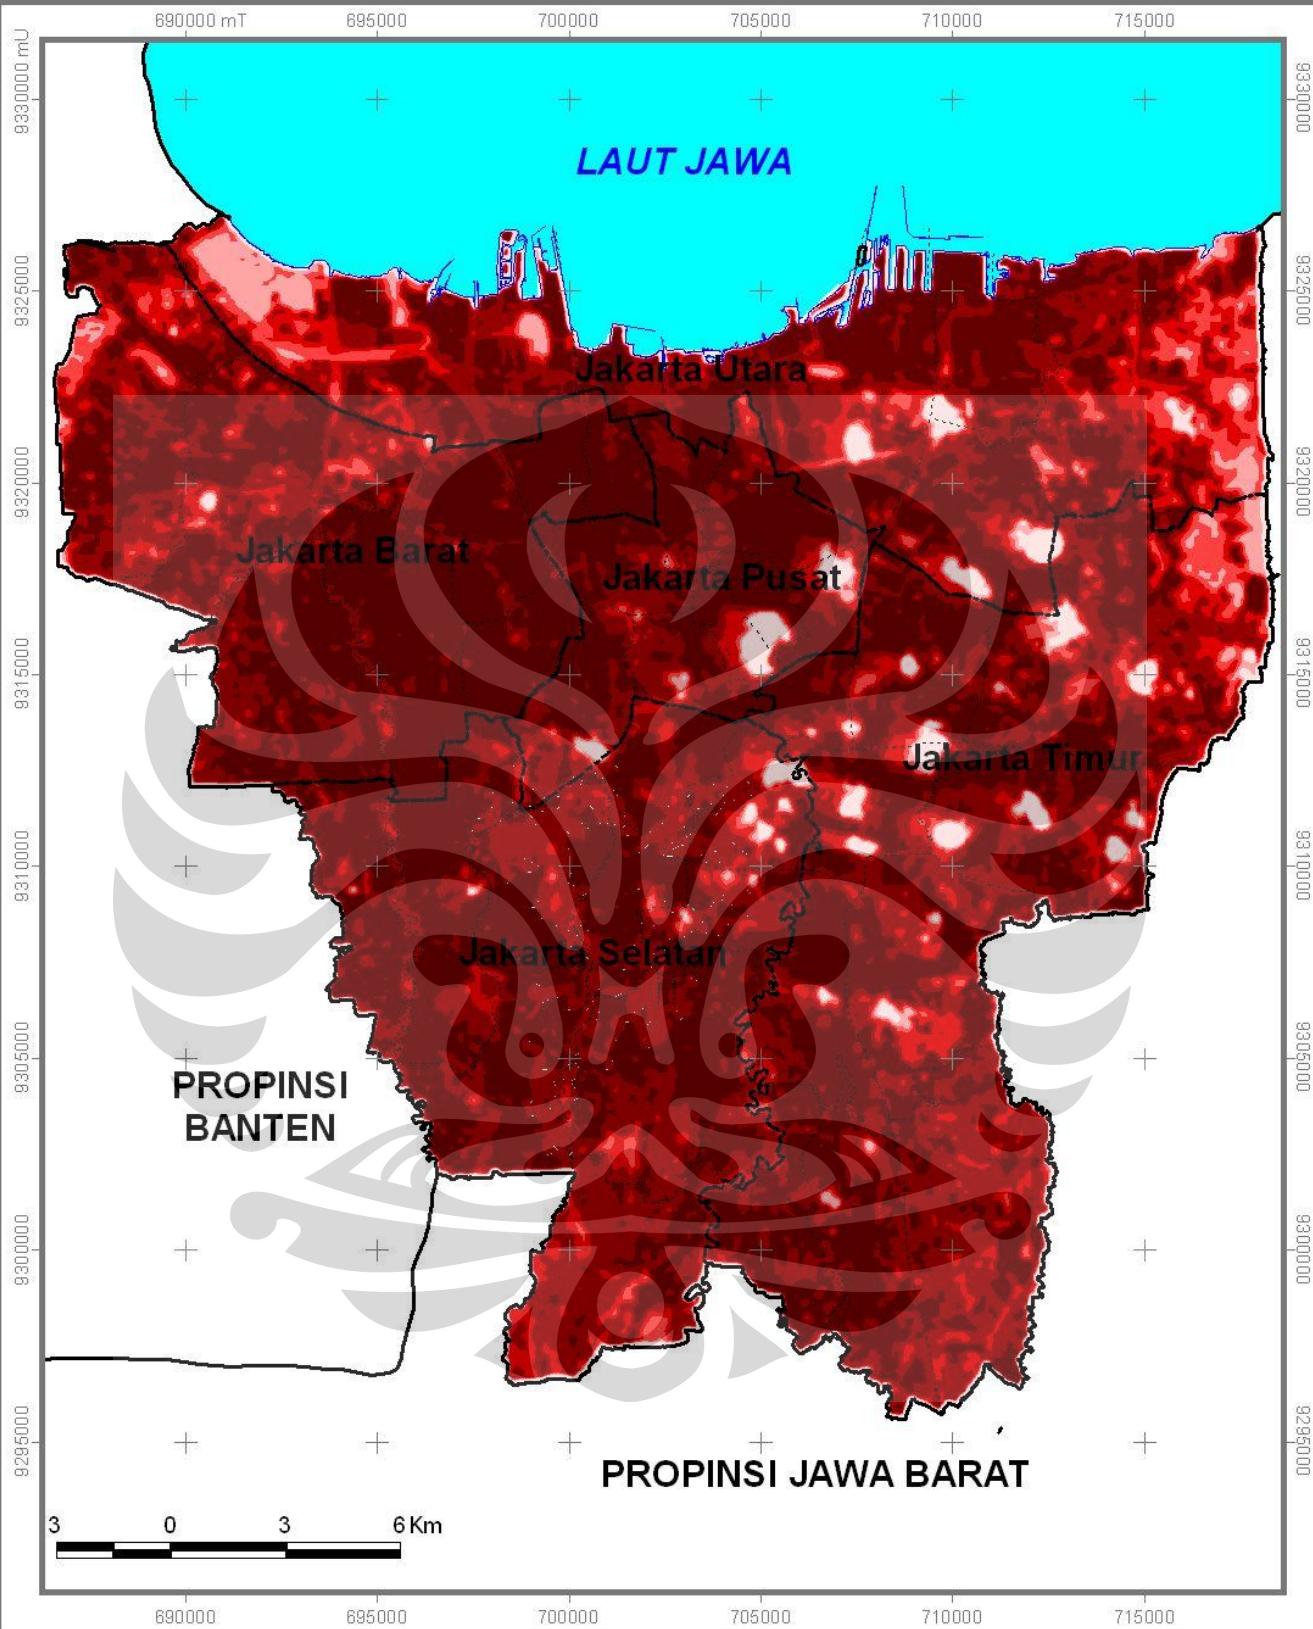 690000 mT 695000 700000 705000 710000 715000
9330000 mU 9330000
LAUT JAWA
9325000 9325000
Jakarta Utara
9320000 9320000
Jakarta Barat
Jakarta Pusat
9315000 9315000
Jakarta Timur
9310000 9310000
Jakarta Selatan
9305000 9305000
PROPINSI
BANTEN
9300000 9300000
9295000 9295000
PROPINSI JAWA BARAT
3 0 3 6 Km
690000 695000 700000 705000 710000 715000